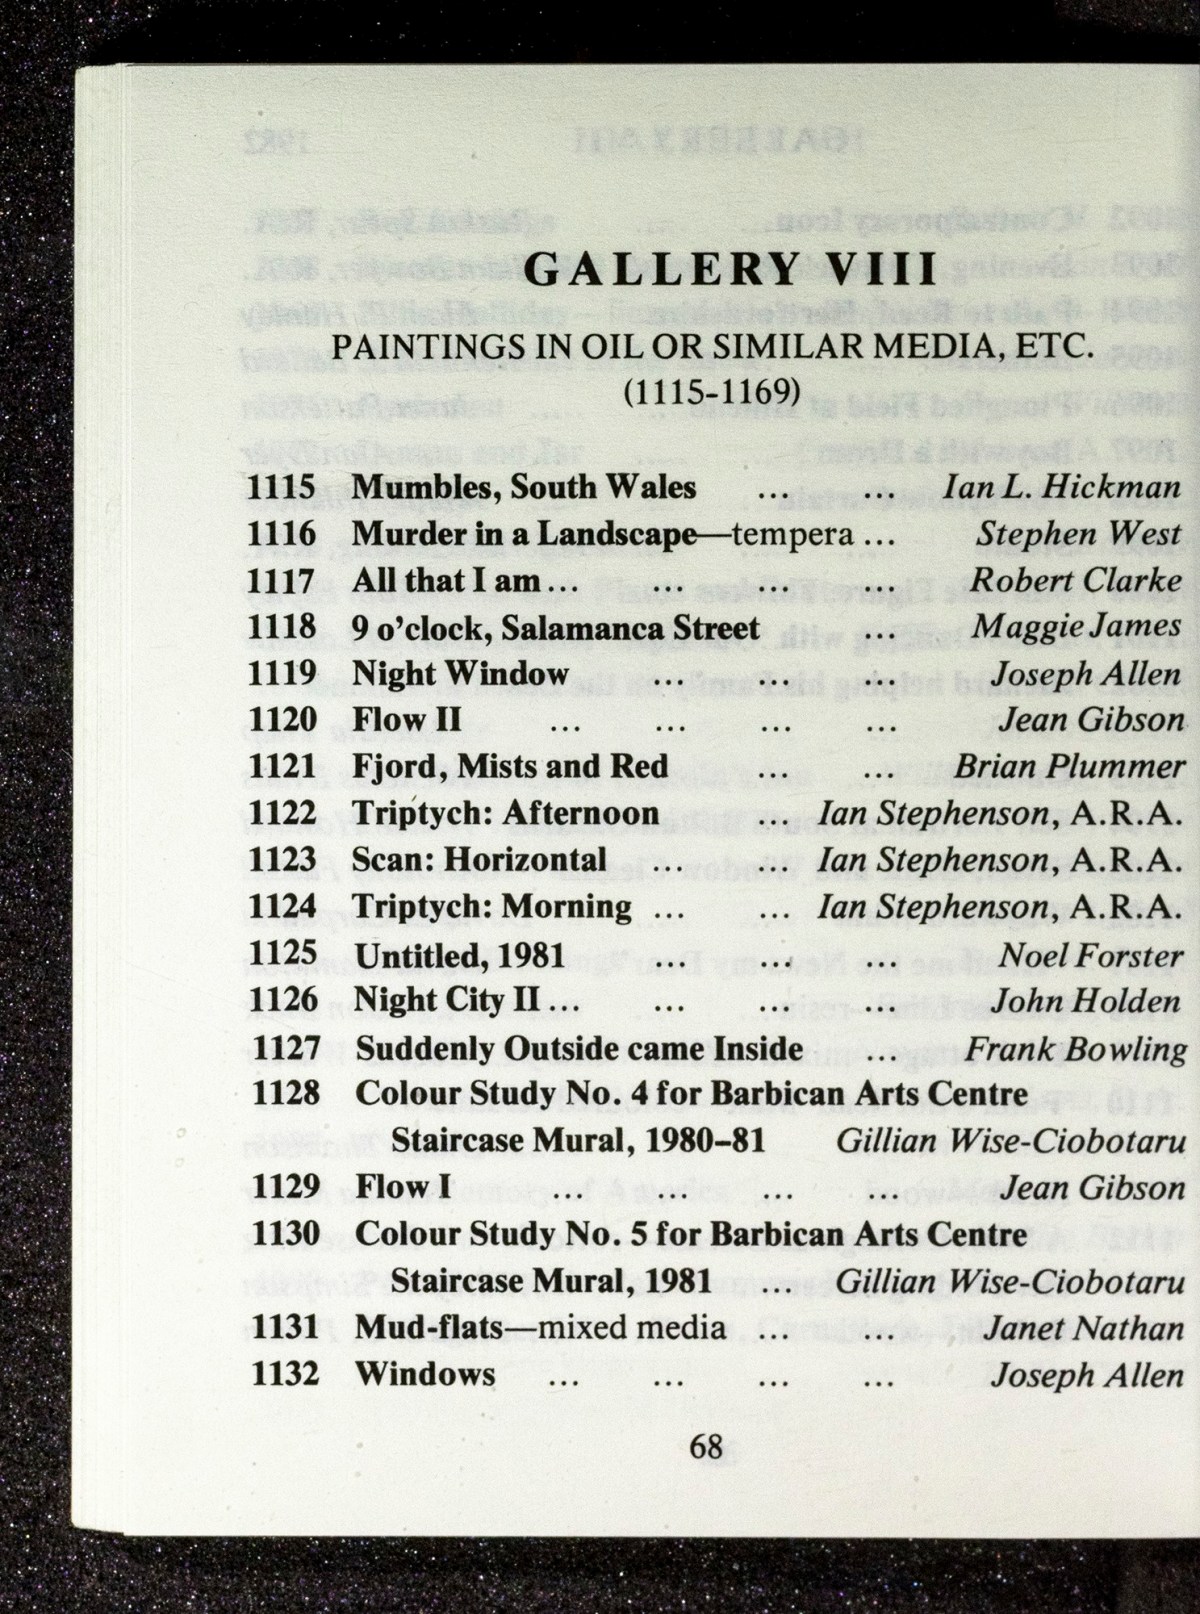 GALLERY VIII
PAINTINGS IN OIL OR SIMILAR MEDIA, ETC.
(1115-1169)
1115 Mumbles, South Wales ... ... Ian L. Hickman
1116 Murder in a Landscape—tempera ... Stephen West
1117 All that I am ... ... ... ... Robert Clarke
1118 9 o’clock, Salamanca Street ... Maggie James
1119 Night Window ... ... ... Joseph Allen
1120 Flow II ... ... ... ... Jean Gibson
1121 Fjord, Mists and Red ... ... Brian Plummer
1122 Triptych: Afternoon ... Ian Stephenson, A.R.A.
1123 Scan: Horizontal ... ... Ian Stephenson, A.R.A.
1124 Triptych: Morning ... ... Ian Stephenson, A.R.A.
1125 Untitled, 1981 ... ... ... Noel Forster
1126 Night City II ... ... ... ... John Holden
1127 Suddenly Outside came Inside ... Frank Bowling
1128 Colour Study No. 4 for Barbican Arts Centre
Staircase Mural, 1980–81 Gillian Wise-Ciobotaru
1129 Flow I ... ... ... ... Jean Gibson
1130 Colour Study No. 5 for Barbican Arts Centre
Staircase Mural, 1981 ... Gillian Wise-Ciobotaru
1131 Mud-flats—mixed media ... ... Janet Nathan
1132 Windows ... ... ... ... Joseph Allen
68